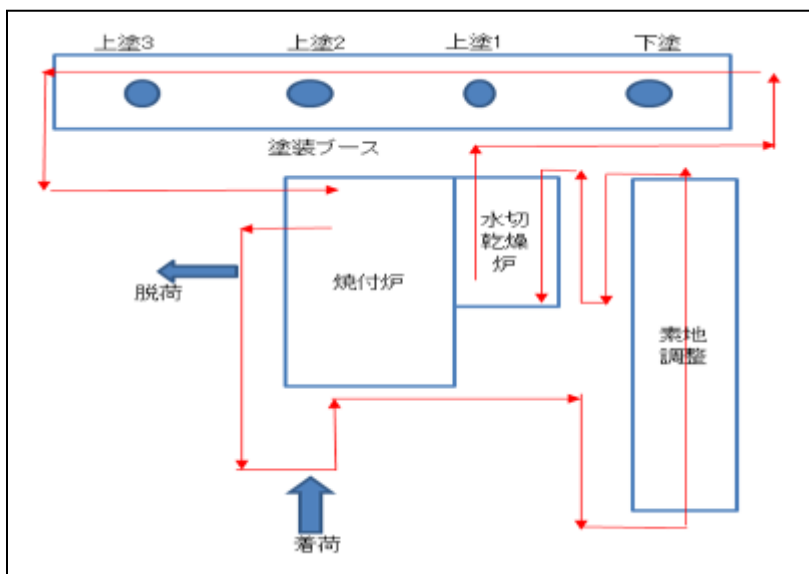 上塗3 上塗2 上塗1 下塗
塗装ブース
水切
乾燥
炉
焼付炉
脱荷
素地
調整
着荷